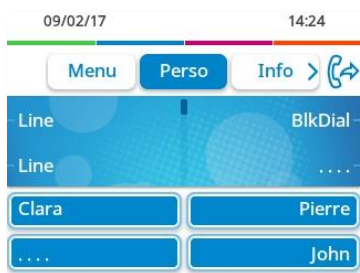 09/02/17 14:24
Menu Perso Info >
Line BlkDial
Line ....
Clara Pierre
.... John